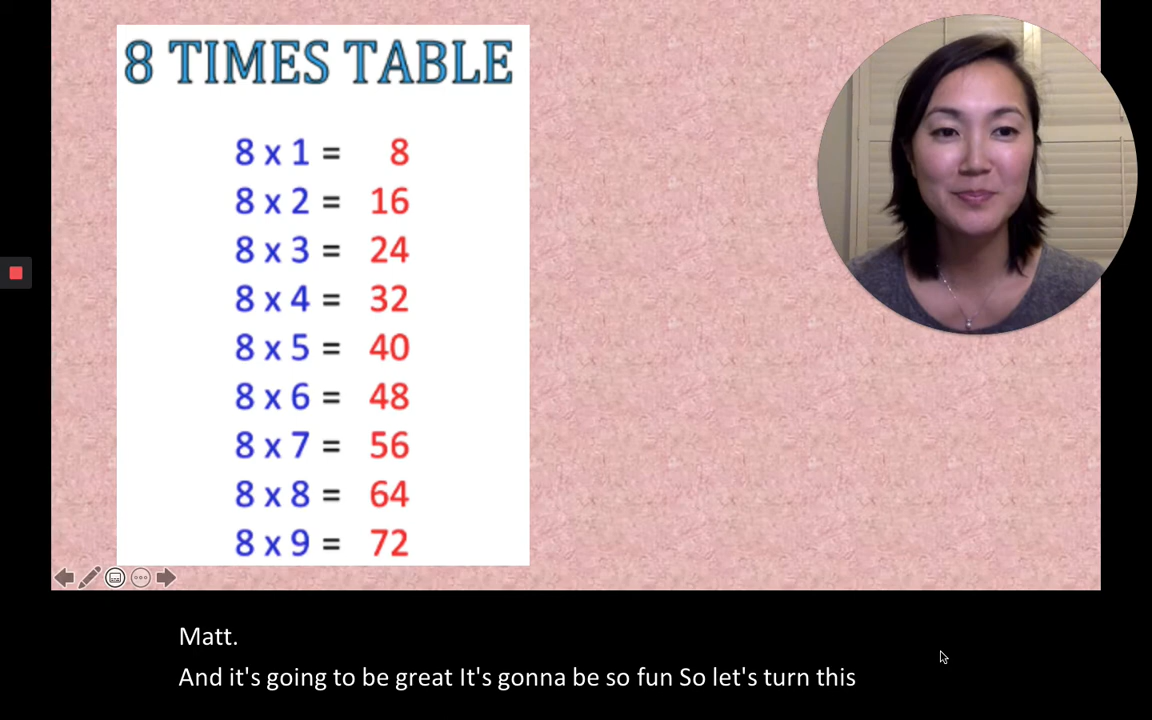 8 TIMES TABLE
8 x 1 = 8
8 x 2 = 16
8 x 3 = 24
8 x 4 = 32
8 x 5 = 40
8 x 6 = 48
8 x 7 = 56
8 x 8 = 64
8 x 9 = 72
Matt.
And it's going to be great It's gonna be so fun So let's turn this